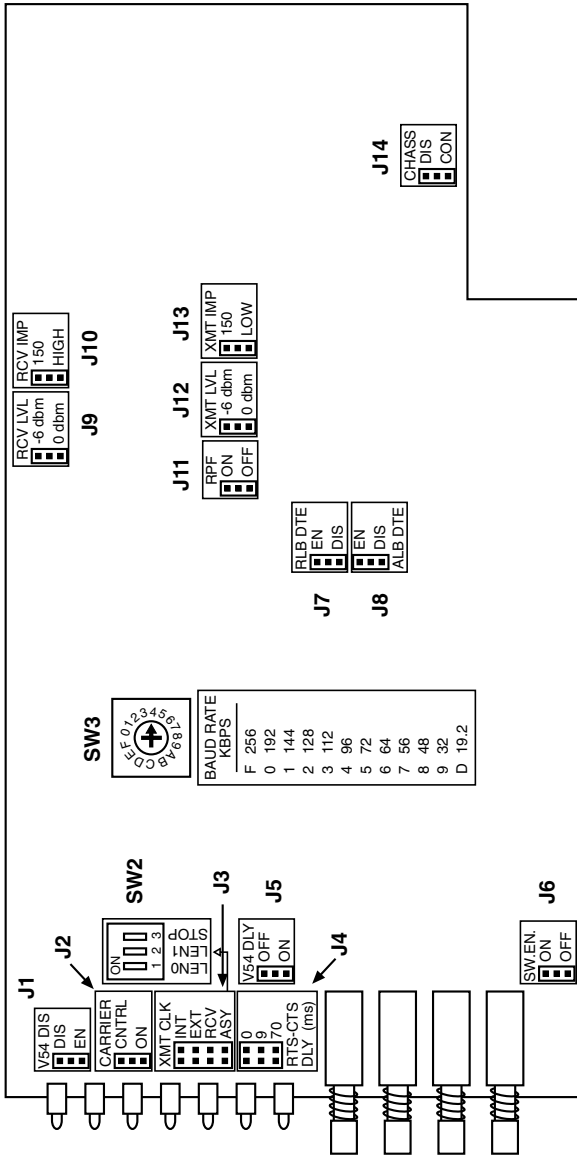 J1
V54 DIS
DIS
EN
J2
CARRIER
CNTRL
ON
SW2
ON
1 2 3
LEN0
LEN1
STOP
J3
XMT CLK
INT
EXT
RCV
ASY
J5
V54 DLY
OFF
ON
J4
0
9
70
RTS-CTS
DLY (ms)
J6
SW.EN.
ON
OFF
SW3
0123456789ABCDEF
BAUD RATE
KBPS
F 256
0 192
1 144
2 128
3 112
4 96
5 72
6 64
7 56
8 48
9 32
D 19.2
J7
RLB DTE
EN
DIS
J8
EN
DIS
ALB DTE
J9
RCV LVL
-6 dbm
0 dbm
J10
RCV IMP
150
HIGH
J11
RPF
ON
OFF
J12
XMT LVL
-6 dbm
0 dbm
J13
XMT IMP
150
LOW
J14
CHASS
DIS
CON